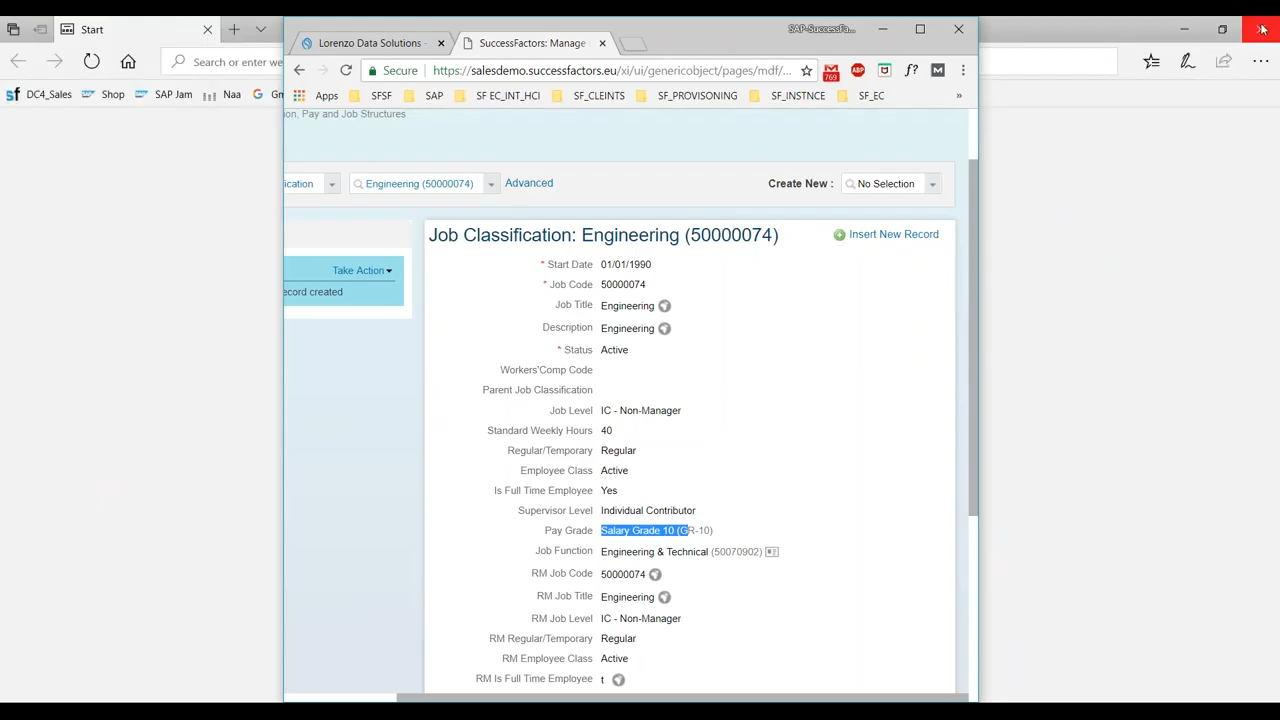 Start
Lorenzo Data Solutions -
SuccessFactors: Manage
SAP-SuccessFa...
Search or enter we
Secure
https://salesdemo.successfactors.eu/xi/ui/genericobject/pages/mdf/...
769
ABP
f?
M
sf DC4_Sales
Shop
SAP Jam
Naa
G Gm
Apps
SFSF
SAP
SF EC_INT_HCI
SF_CLEINTS
SF_PROVISONING
SF_INSTNCE
SF_EC
»
on, Pay and Job Structures
ication
Engineering (50000074)
Advanced
Create New :
No Selection
Job Classification: Engineering (50000074)
Insert New Record
Take Action
ecord created
* Start Date 01/01/1990
* Job Code 50000074
Job Title Engineering
Description Engineering
* Status Active
Workers'Comp Code
Parent Job Classification
Job Level IC - Non-Manager
Standard Weekly Hours 40
Regular/Temporary Regular
Employee Class Active
Is Full Time Employee Yes
Supervisor Level Individual Contributor
Pay Grade Salary Grade 10 (GR-10)
Job Function Engineering & Technical (50070902)
RM Job Code 50000074
RM Job Title Engineering
RM Job Level IC - Non-Manager
RM Regular/Temporary Regular
RM Employee Class Active
RM Is Full Time Employee t